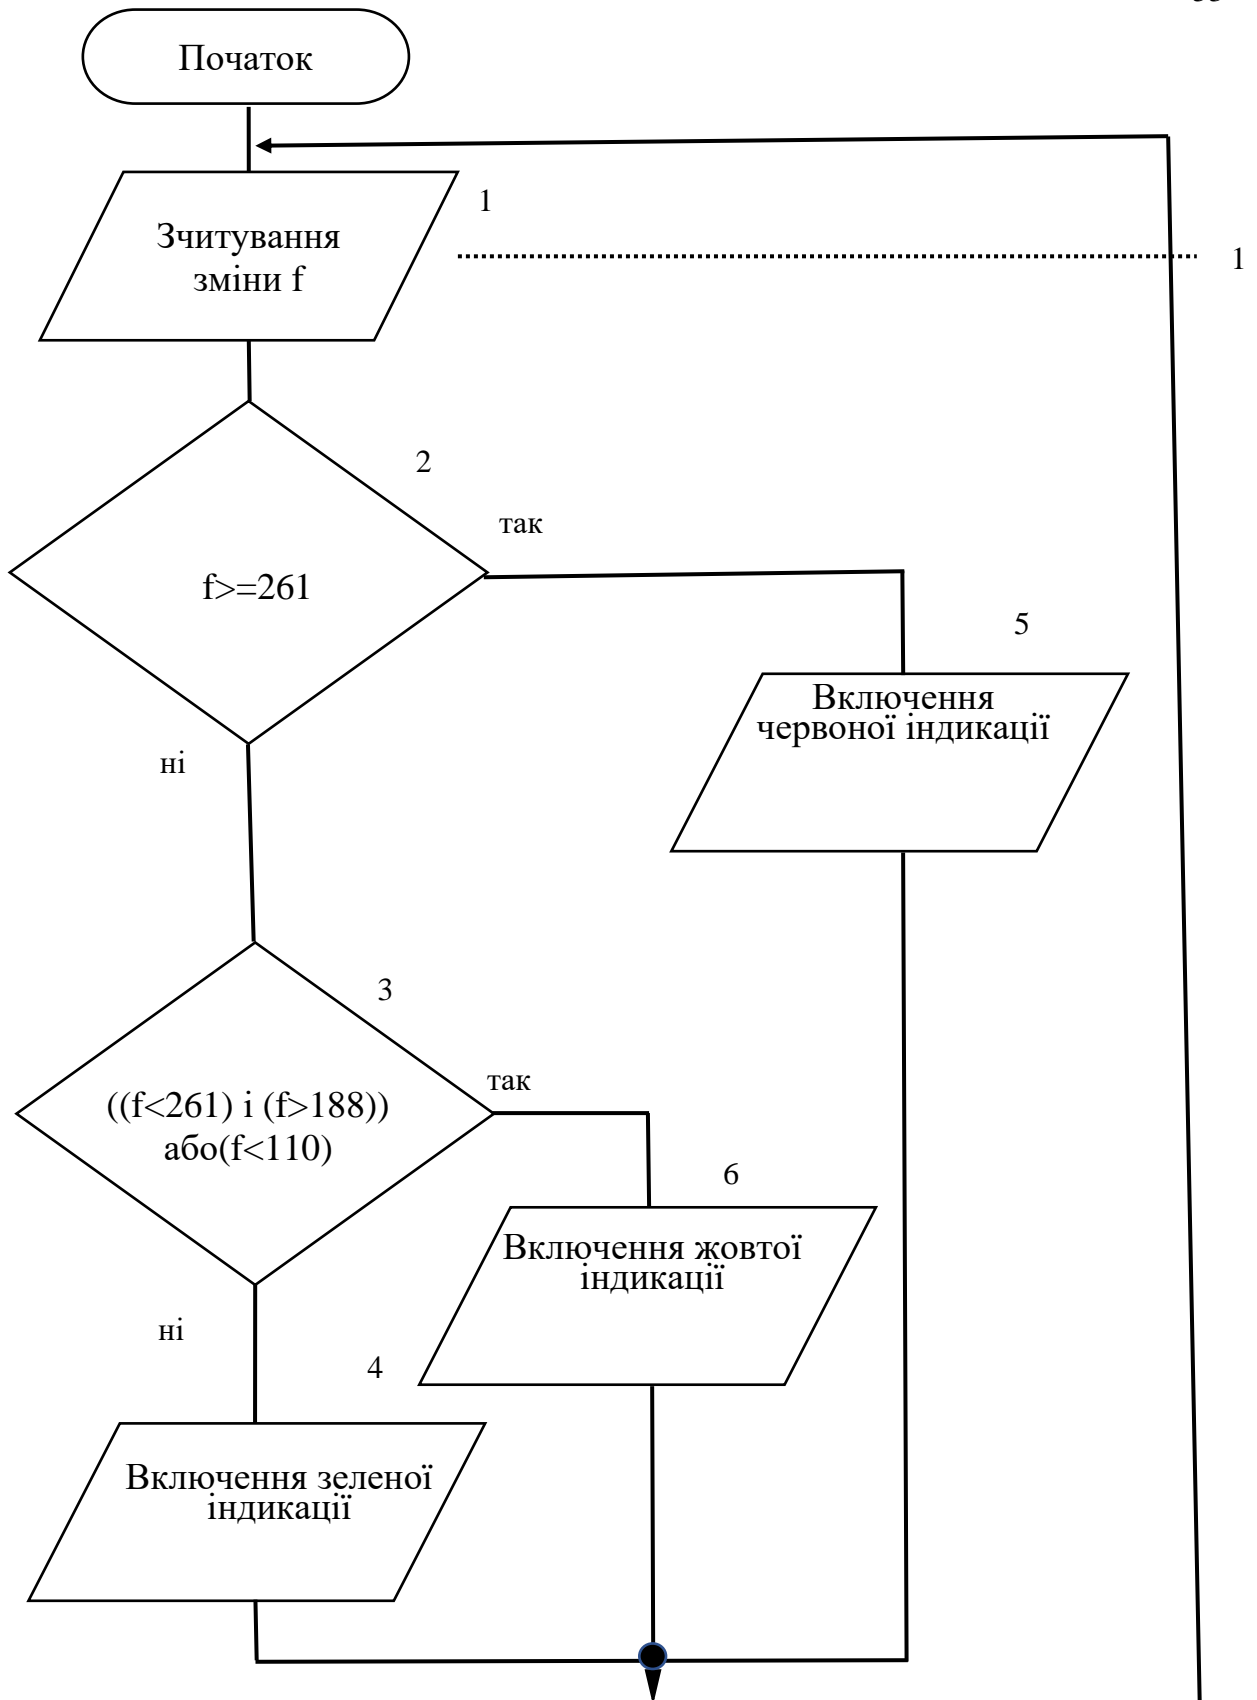 Початок
1
Зчитування
зміни f
1
2
так
f>=261
5
Включення
червоної індикації
ні
3
так
((f<261) і (f>188))
або(f<110)
6
Включення жовтої
індикації
ні
4
Включення зеленої
індикації